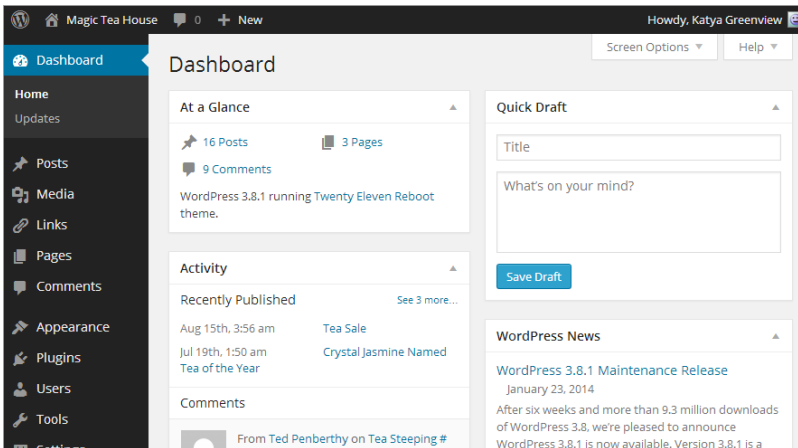 Magic Tea House 0 + New Howdy, Katya Greenview
Screen Options Help
Dashboard
Home
Updates
Posts
Media
Links
Pages
Comments
Appearance
Plugins
Users
Tools
Settings
Dashboard
At a Glance
16 Posts 3 Pages
9 Comments
WordPress 3.8.1 running Twenty Eleven Reboot
theme.
Activity
Recently Published See 3 more...
Aug 15th, 3:56 am Tea Sale
Jul 19th, 1:50 am Crystal Jasmine Named
Tea of the Year
Comments
From Ted Penberthy on Tea Steeping #
Quick Draft
Title
What's on your mind?
Save Draft
WordPress News
WordPress 3.8.1 Maintenance Release
January 23, 2014
After six weeks and more than 9.3 million downloads
of WordPress 3.8, we're pleased to announce
WordPress 3.8.1 is now available. Version 3.8.1 is a